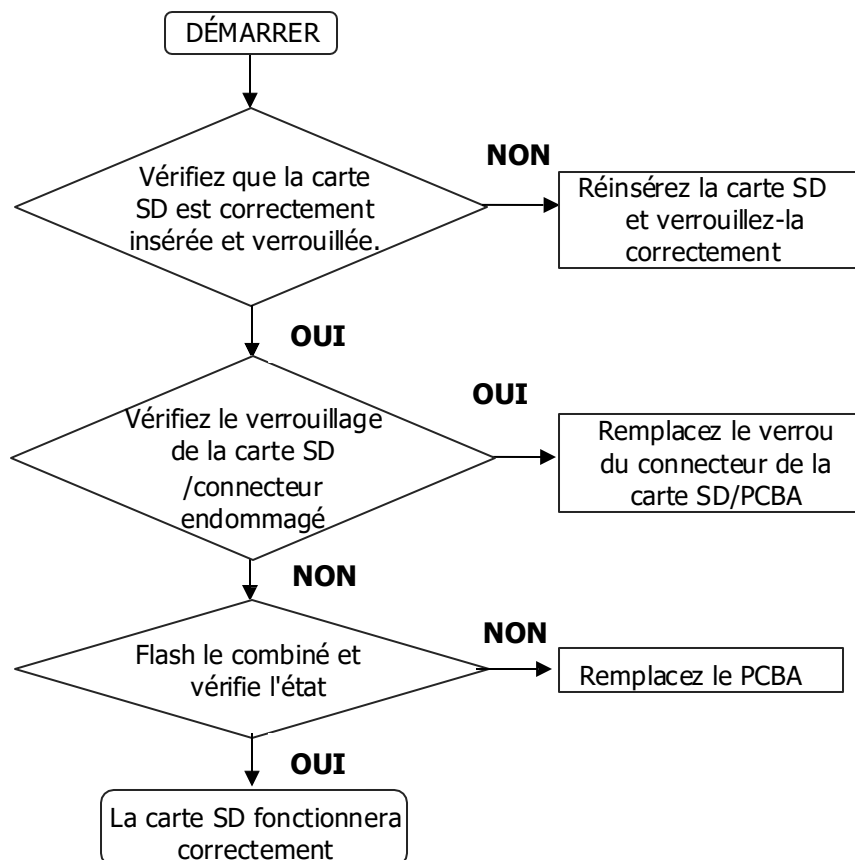 DÉMARRER
Vérifiez que la carte
SD est correctement
insérée et verrouillée.
NON
Réinsérez la carte SD
et verrouillez-la
correctement
OUI
Vérifiez le verrouillage
de la carte SD
/connecteur
endommagé
OUI
Remplacez le verrou
du connecteur de la
carte SD/PCBA
NON
Flash le combiné et
vérifie l'état
NON
Remplacez le PCBA
OUI
La carte SD fonctionnera
correctement